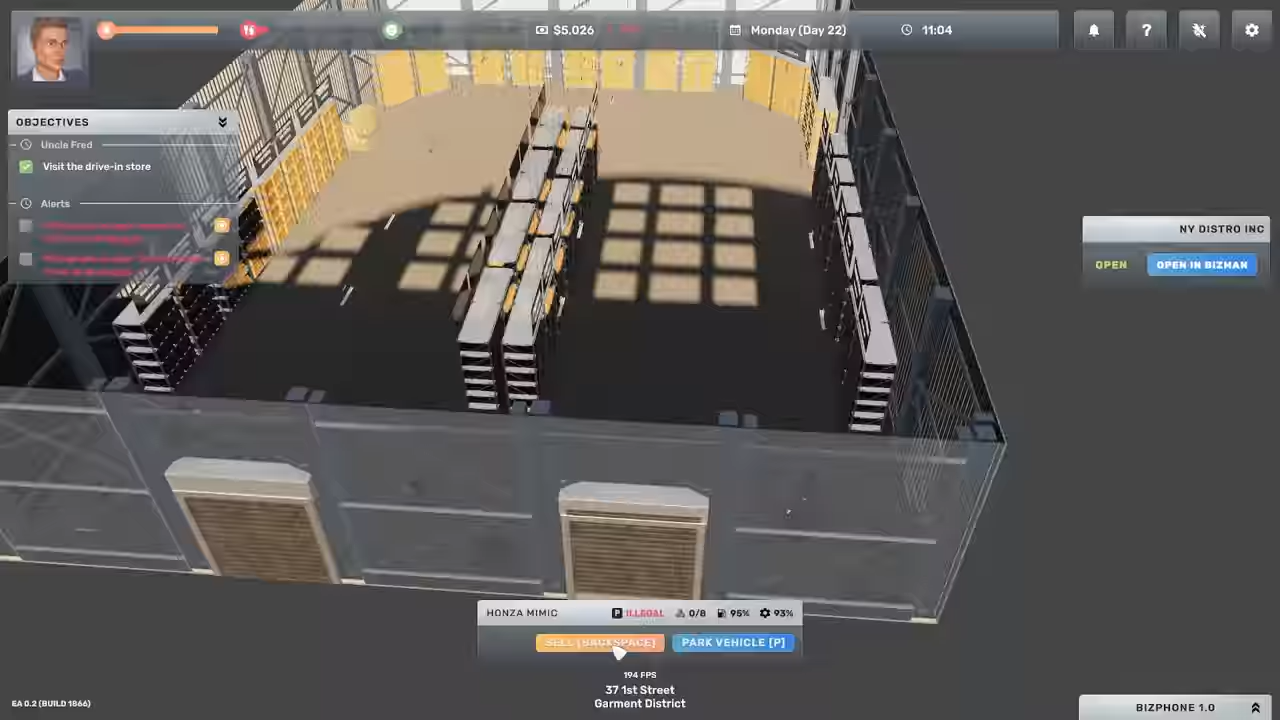 $5,026
Monday (Day 22)
11:04
?
OBJECTIVES
Uncle Fred
Visit the drive-in store
Alerts
NY DISTRO INC
OPEN
OPEN IN BIZMAN
HONZA MIMIC
P ILLEGAL
0/8
95%
93%
SELL [BACKSPACE]
PARK VEHICLE [P]
194 FPS
37 1st Street
Garment District
EA 0.2 (BUILD 1866)
BIZPHONE 1.0